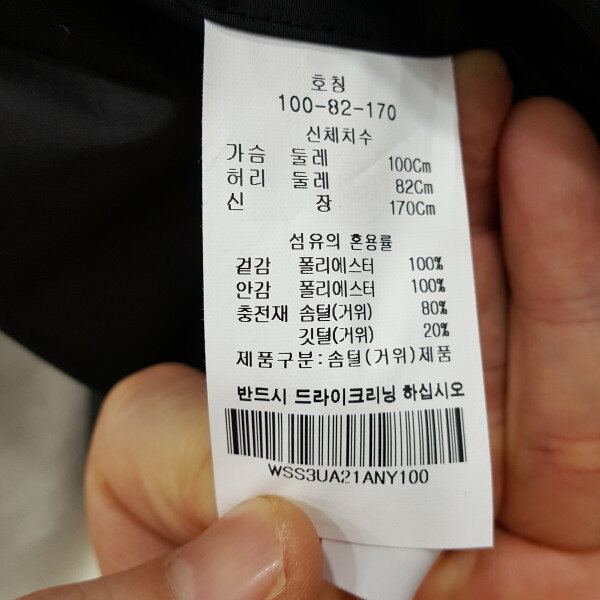 호칭
100-82-170
신체치수
가슴 둘레 100Cm
허리 둘레 82Cm
신 장 170Cm
섬유의 혼용률
겉감 폴리에스터 100%
안감 폴리에스터 100%
충전재 솜털(거위) 80%
깃털(거위) 20%
제품구분:솜털(거위)제품
반드시 드라이크리닝 하십시오
WSS3UA21ANY100